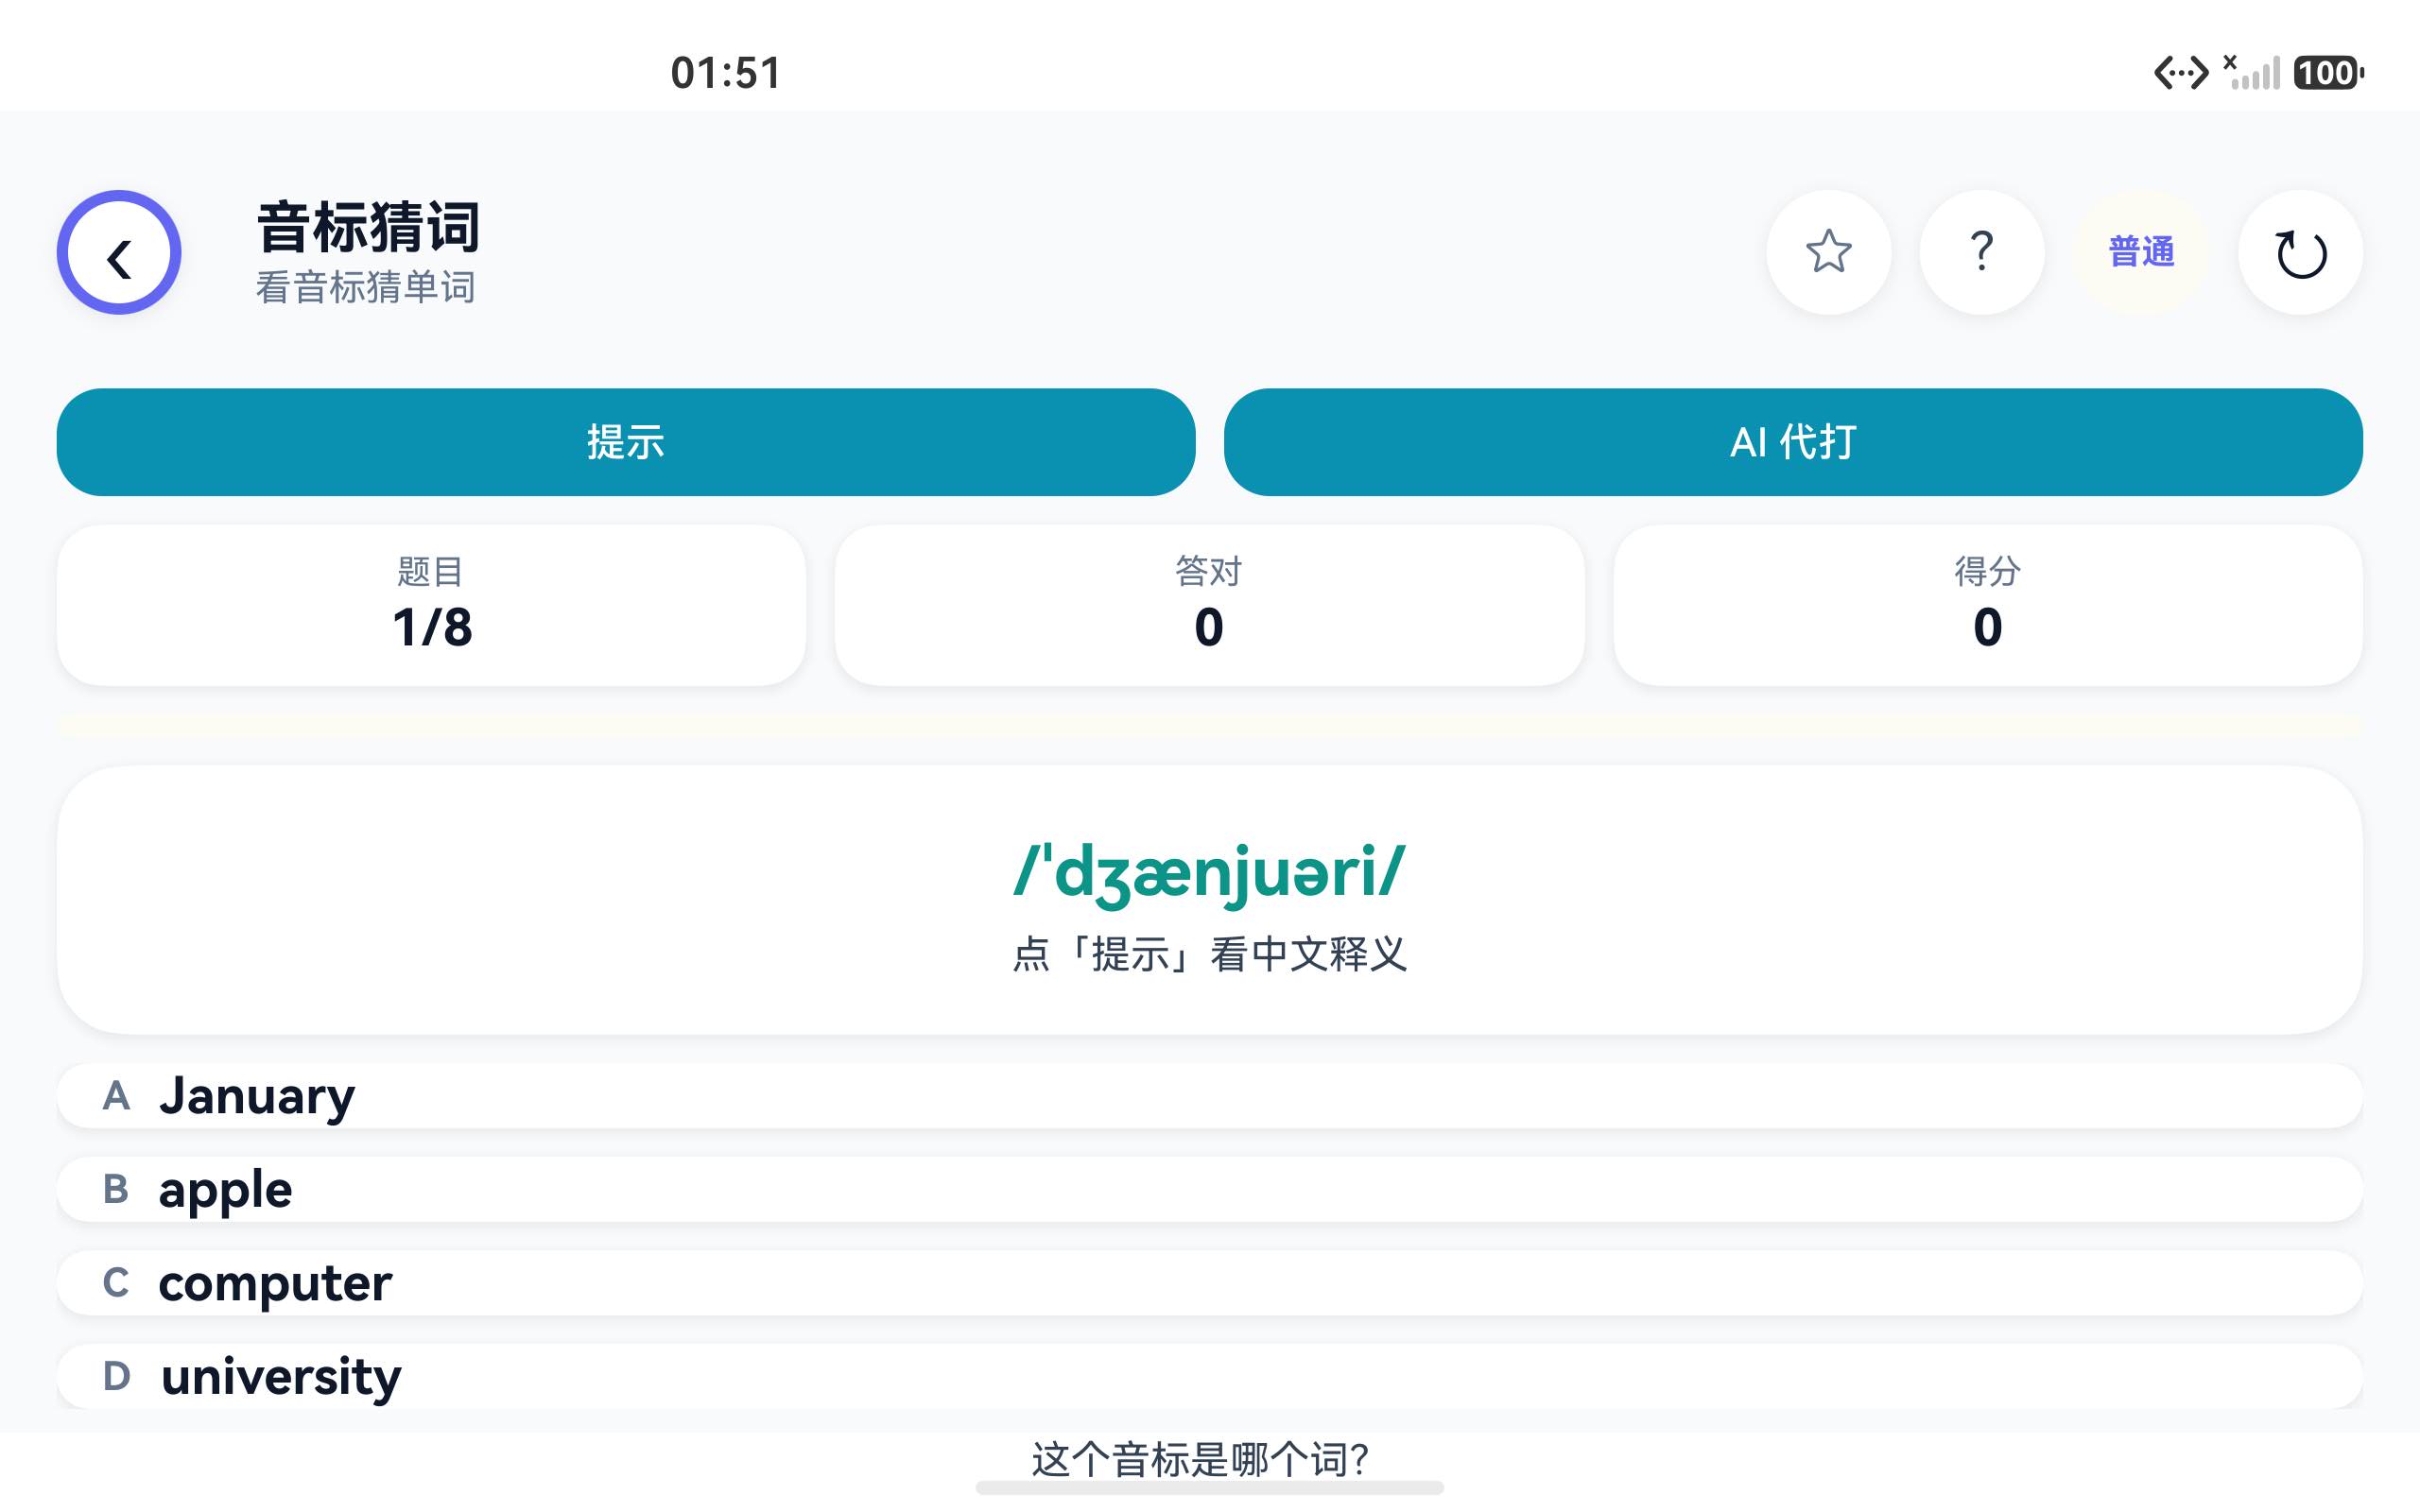 01:51
100
音标猜词
看音标猜单词
?
普通
提示
AI 代打
题目
1/8
答对
0
得分
0
/ˈdʒænjuəri/
点「提示」看中文释义
A January
B apple
C computer
D university
这个音标是哪个词？